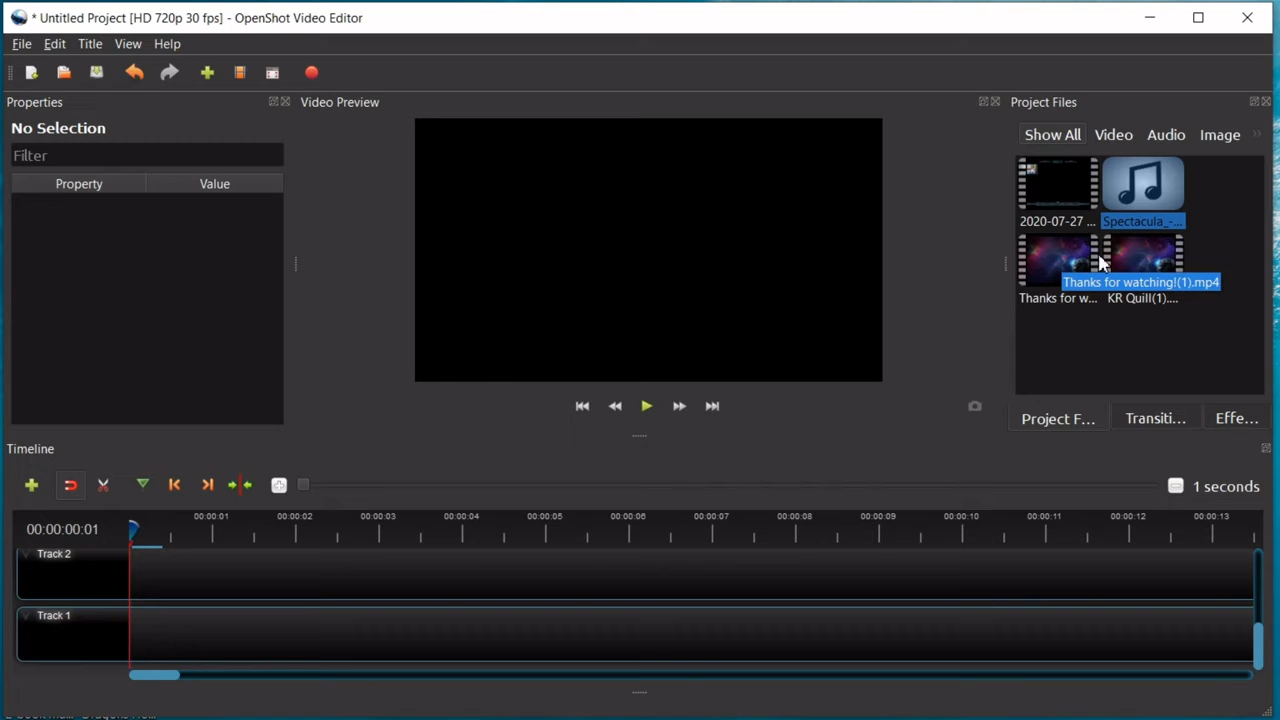 * Untitled Project [HD 720p 30 fps] - OpenShot Video Editor
File Edit Title View Help
Properties
Video Preview
Project Files
No Selection
Filter
Property Value
Show All Video Audio Image
2020-07-27 ... Spectacula_-...
Thanks for watching!(1).mp4
Thanks for w... KR Quill(1)....
Project F... Transiti... Effe...
Timeline
1 seconds
00:00:00:01
00:00:01 00:00:02 00:00:03 00:00:04 00:00:05 00:00:06 00:00:07 00:00:08 00:00:09 00:00:10 00:00:11 00:00:12 00:00:13
Track 2
Track 1